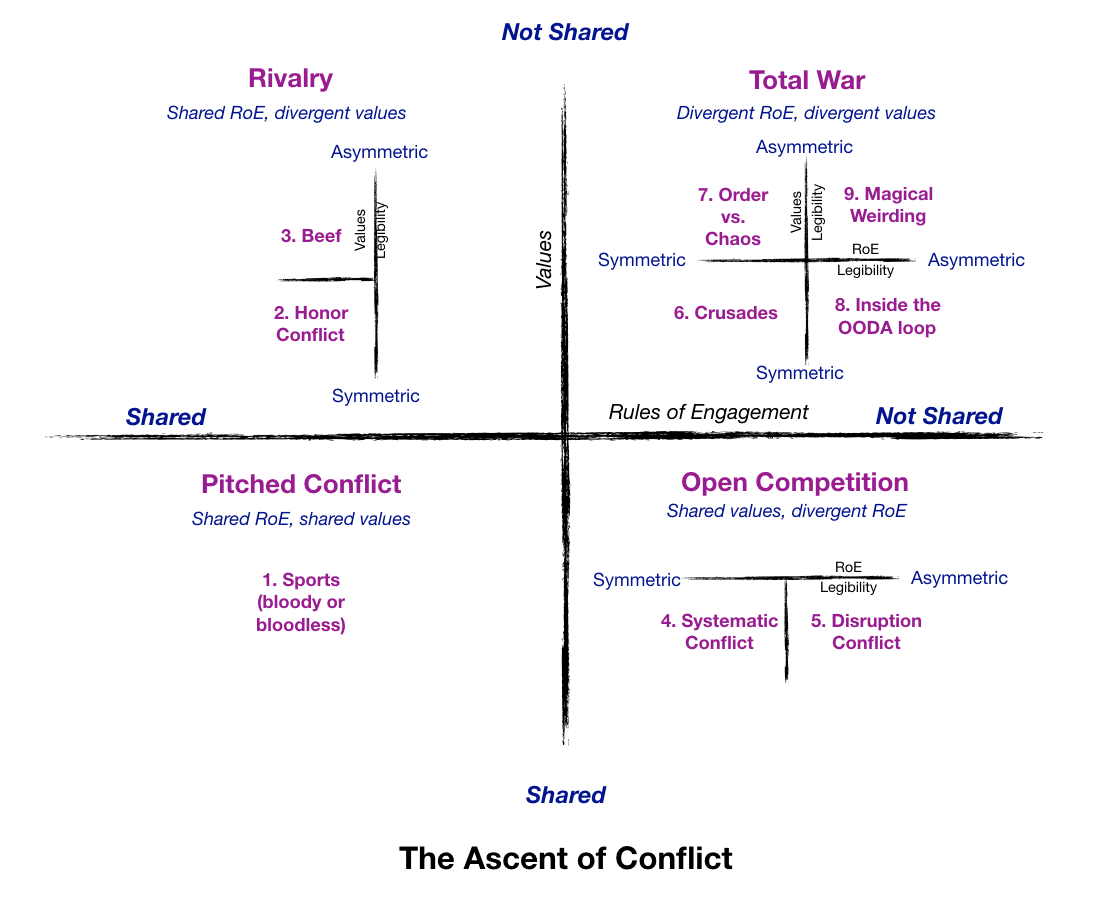 Not Shared
Rivalry
Shared RoE, divergent values
Asymmetric
3. Beef
Values
Legibility
2. Honor
Conflict
Symmetric
Total War
Divergent RoE, divergent values
Asymmetric
7. Order
vs.
Chaos
Values
Legibility
9. Magical
Weirding
Symmetric
RoE
Legibility
Asymmetric
6. Crusades
8. Inside the
OODA loop
Symmetric
Values
Shared
Rules of Engagement
Not Shared
Pitched Conflict
Shared RoE, shared values
1. Sports
(bloody or
bloodless)
Open Competition
Shared values, divergent RoE
Symmetric
RoE
Legibility
Asymmetric
4. Systematic
Conflict
5. Disruption
Conflict
Shared
The Ascent of Conflict